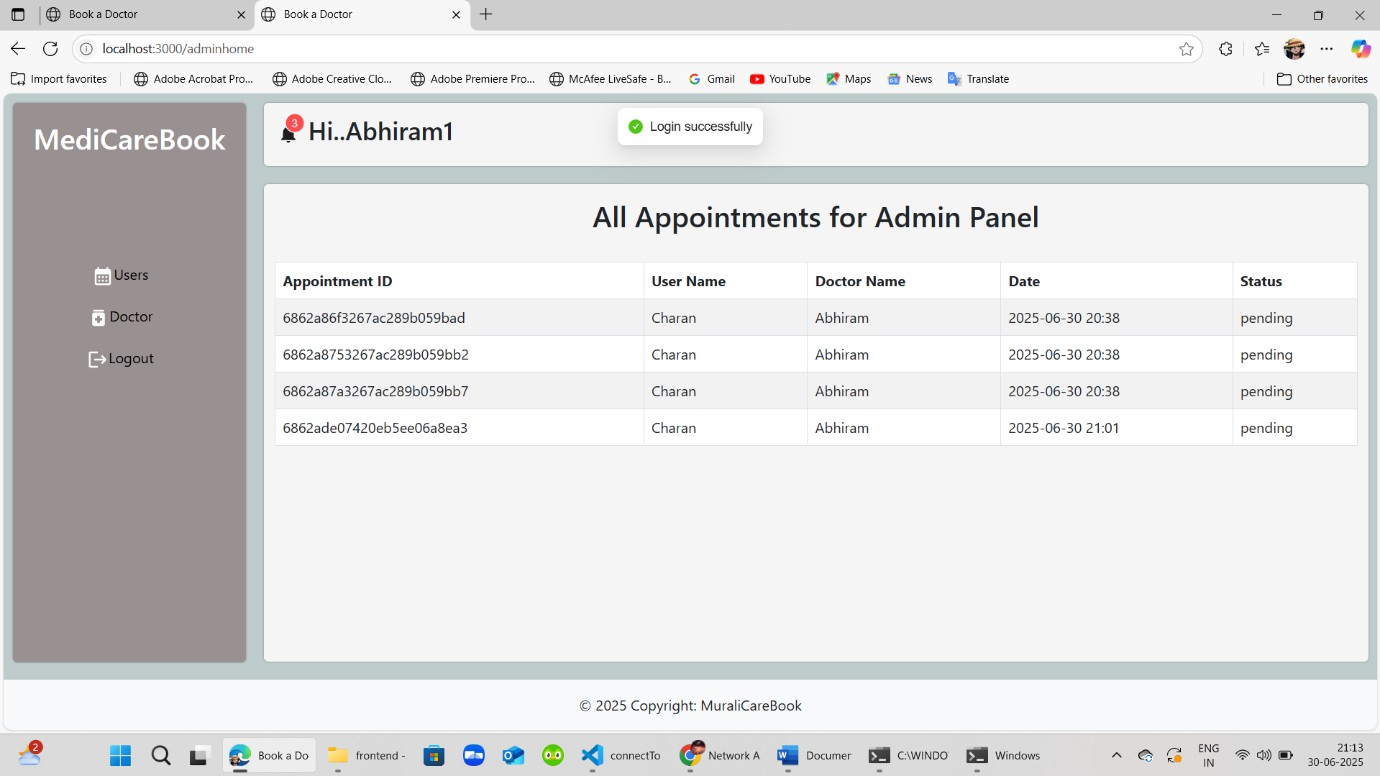 Book a Doctor
Book a Doctor
localhost:3000/adminhome
Import favorites
Adobe Acrobat Pro...
Adobe Creative Clo...
Adobe Premiere Pro...
McAfee LiveSafe - B...
Gmail
YouTube
Maps
News
Translate
Other favorites
MediCareBook
3
Hi..Abhiram1
Login successfully
Users
Doctor
Logout
All Appointments for Admin Panel
Appointment ID User Name Doctor Name Date Status
6862a86f3267ac289b059bad Charan Abhiram 2025-06-30 20:38 pending
6862a8753267ac289b059bb2 Charan Abhiram 2025-06-30 20:38 pending
6862a87a3267ac289b059bb7 Charan Abhiram 2025-06-30 20:38 pending
6862ade07420eb5ee06a8ea3 Charan Abhiram 2025-06-30 21:01 pending
© 2025 Copyright: MuraliCareBook
2
Book a Do
frontend -
connectTo
Network A
Documer
C:\WINDO
Windows
ENG
IN
21:13
30-06-2025